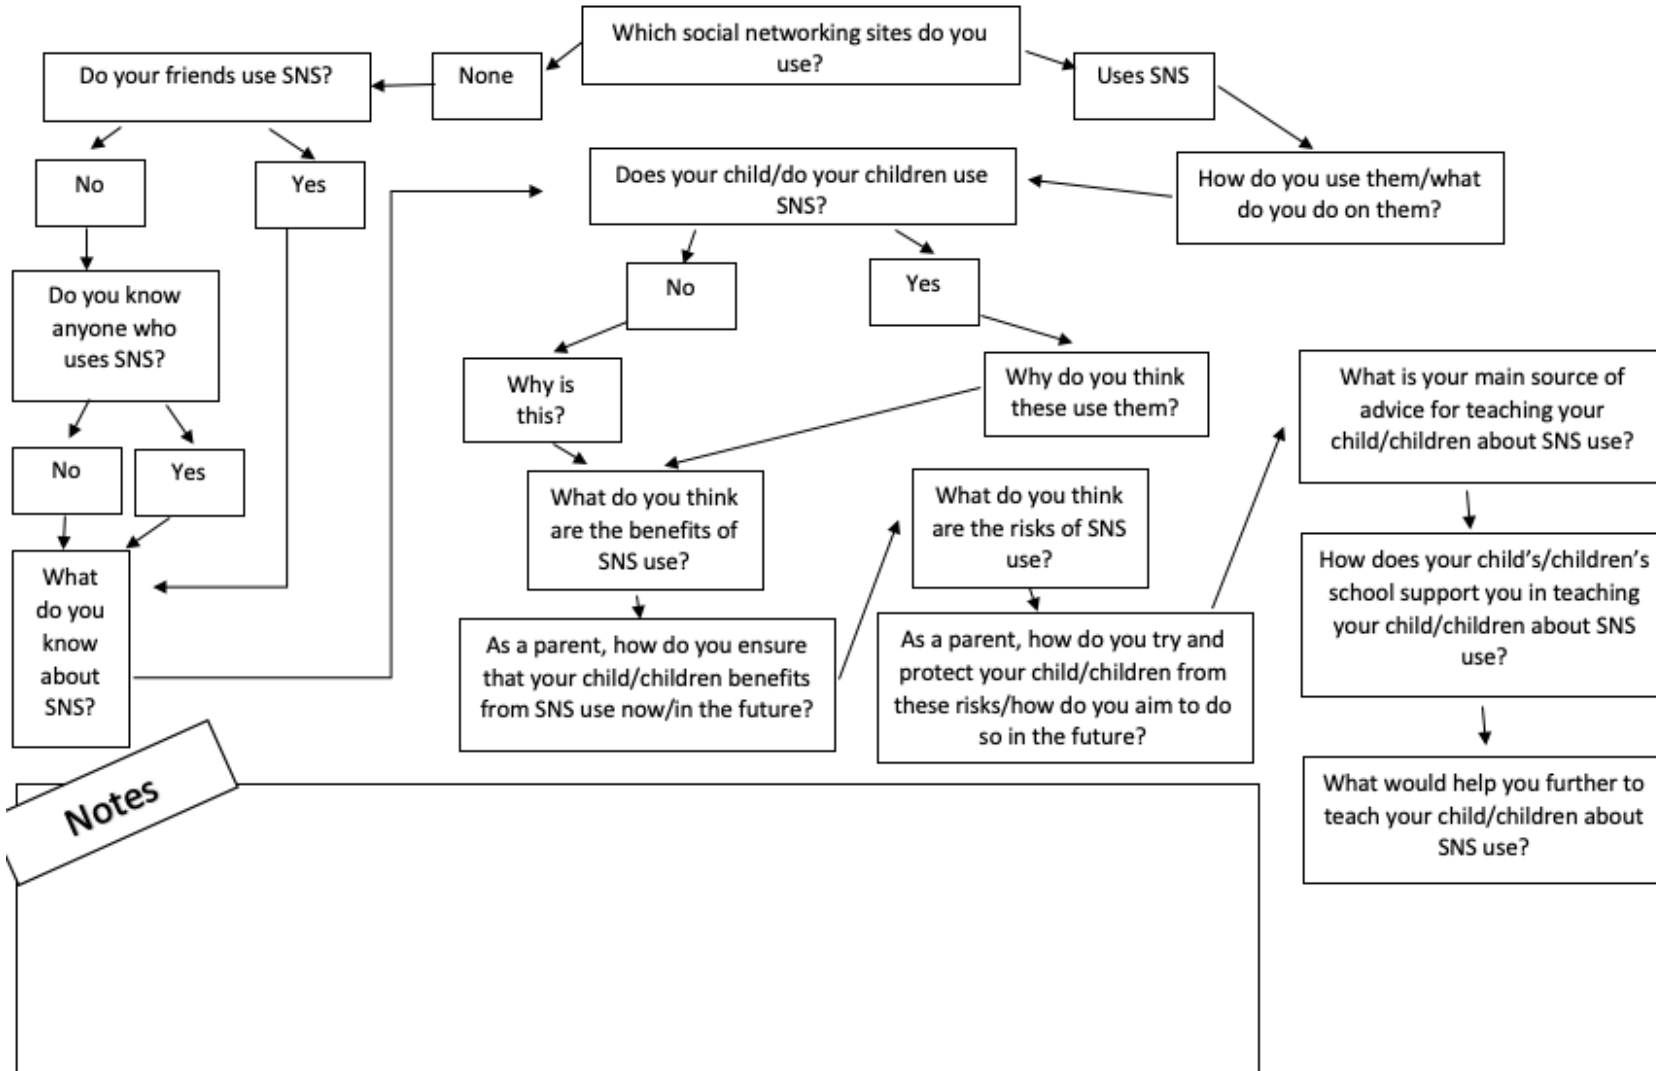 Which social networking sites do you
use?
Do your friends use SNS?
None
Uses SNS
No
Yes
Does your child/do your children use
SNS?
How do you use them/what
do you do on them?
Do you know
anyone who
uses SNS?
No
Yes
No
Yes
Why is
this?
Why do you think
these use them?
What is your main source of
advice for teaching your
child/children about SNS use?
What do you think
are the benefits of
SNS use?
What do you think
are the risks of SNS
use?
What
do you
know
about
SNS?
How does your child's/children's
school support you in teaching
your child/children about SNS
use?
As a parent, how do you ensure
that your child/children benefits
from SNS use now/in the future?
As a parent, how do you try and
protect your child/children from
these risks/how do you aim to do
so in the future?
What would help you further to
teach your child/children about
SNS use?
Notes